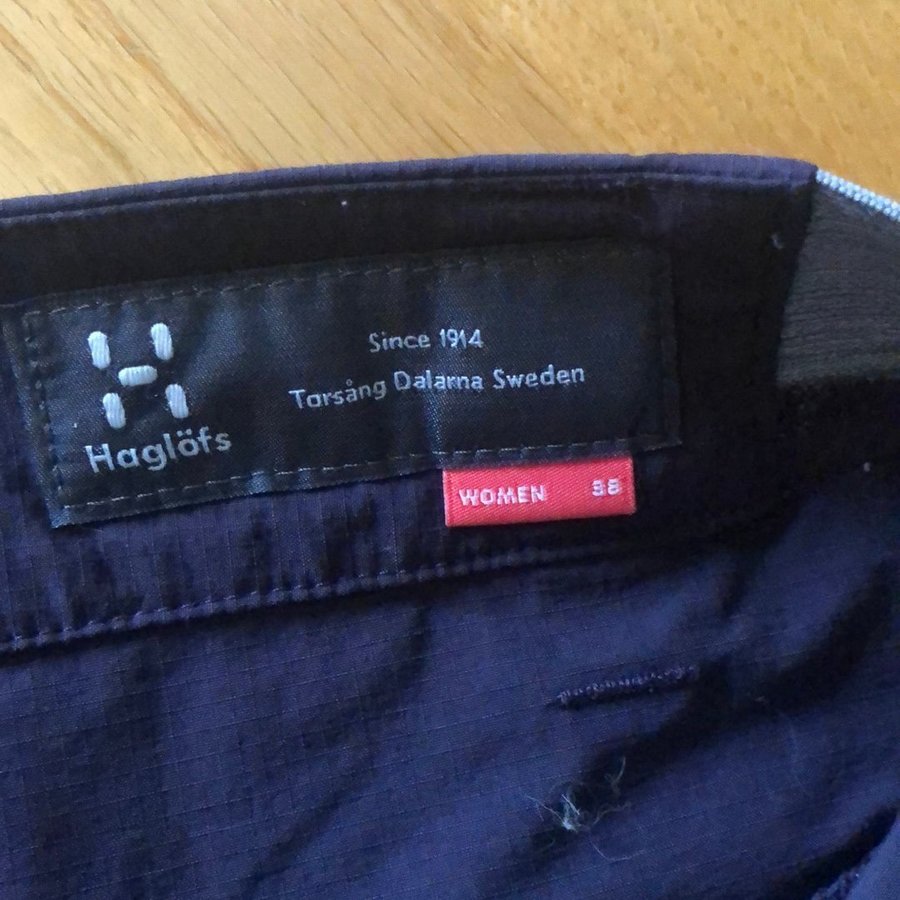 Since 1914
Torsång Dalarna Sweden
Haglöfs
WOMEN 38